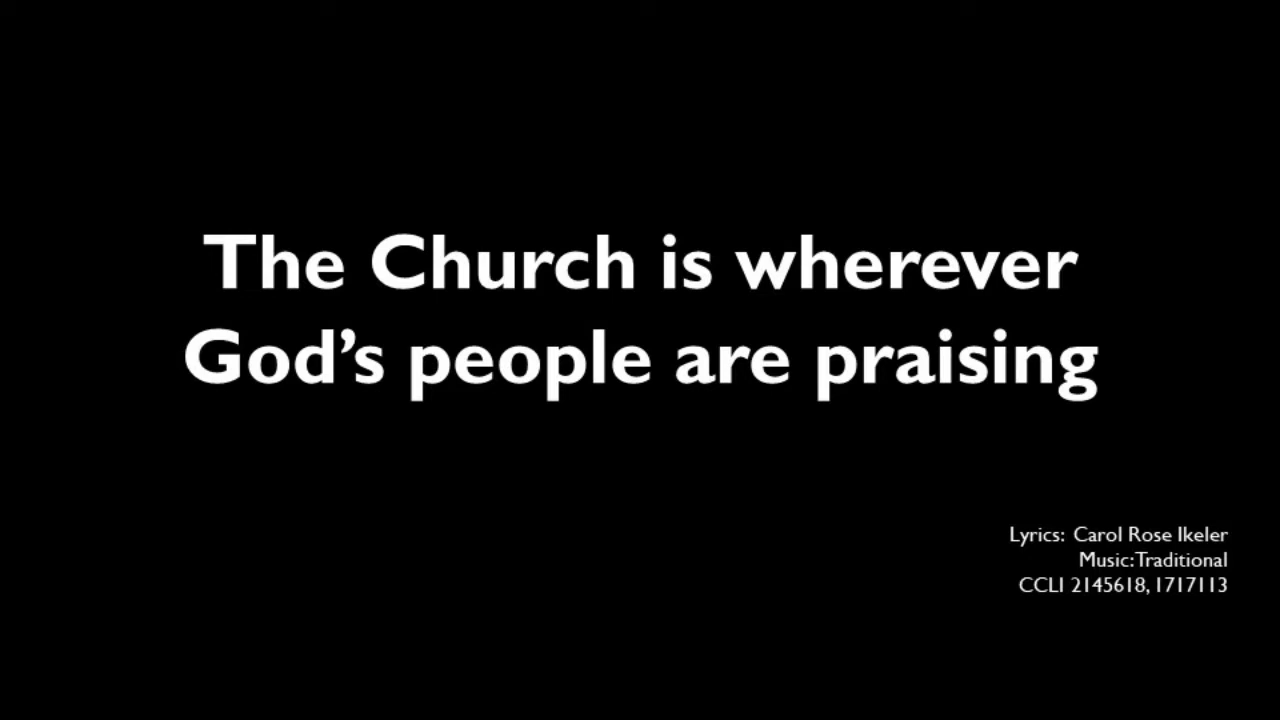 The Church is wherever
God’s people are praising
Lyrics: Carol Rose Ikeler
Music:Traditional
CCLI 2145618, 1717113